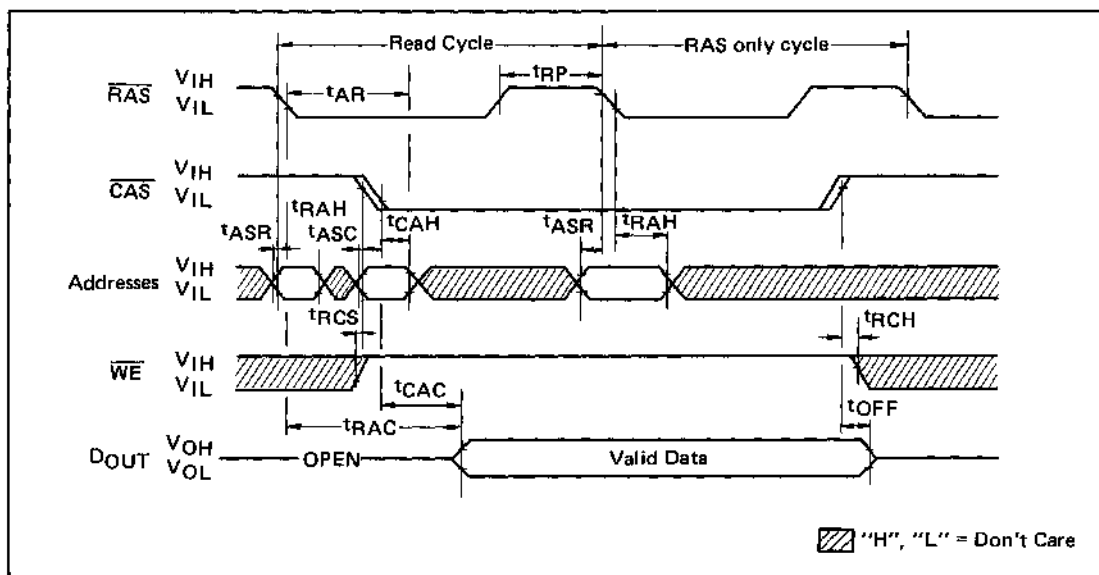 Read Cycle RAS only cycle
RAS VIH VIL tAR tRP
CAS VIH VIL
tASR tRAH tASC tCAH tASR tRAH
Addresses VIH VIL
tRCS tRCH
WE VIH VIL
tCAC tOFF
tRAC
DOUT VOH VOL OPEN Valid Data
"H", "L" = Don't Care